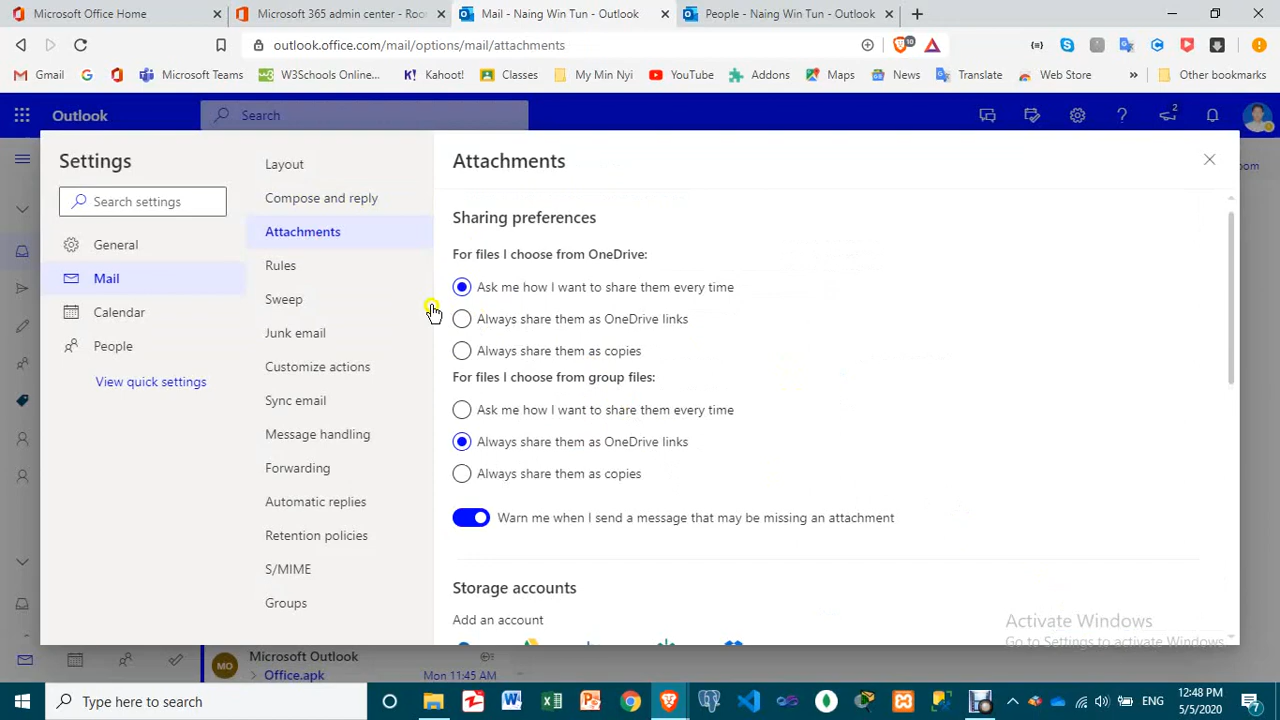 Microsoft Office Home
Microsoft 365 admin center - Roo
Mail - Naing Win Tun - Outlook
People - Naing Win Tun - Outlook
outlook.office.com/mail/options/mail/attachments
10
Gmail
Microsoft Teams
W3Schools Online...
Kahoot!
Classes
My Min Nyi
YouTube
Addons
Maps
News
Translate
Web Store
Other bookmarks
Outlook
Search
2
Settings
Search settings
General
Mail
Calendar
People
View quick settings
Layout
Compose and reply
Attachments
Rules
Sweep
Junk email
Customize actions
Sync email
Message handling
Forwarding
Automatic replies
Retention policies
S/MIME
Groups
Attachments
Sharing preferences
For files I choose from OneDrive:
Ask me how I want to share them every time
Always share them as OneDrive links
Always share them as copies
For files I choose from group files:
Ask me how I want to share them every time
Always share them as OneDrive links
Always share them as copies
Warn me when I send a message that may be missing an attachment
Storage accounts
Add an account
Activate Windows
Go to Settings to activate Windows.
MO
Microsoft Outlook
Office.apk
Mon 11:45 AM
Type here to search
ENG
12:48 PM
5/5/2020
7